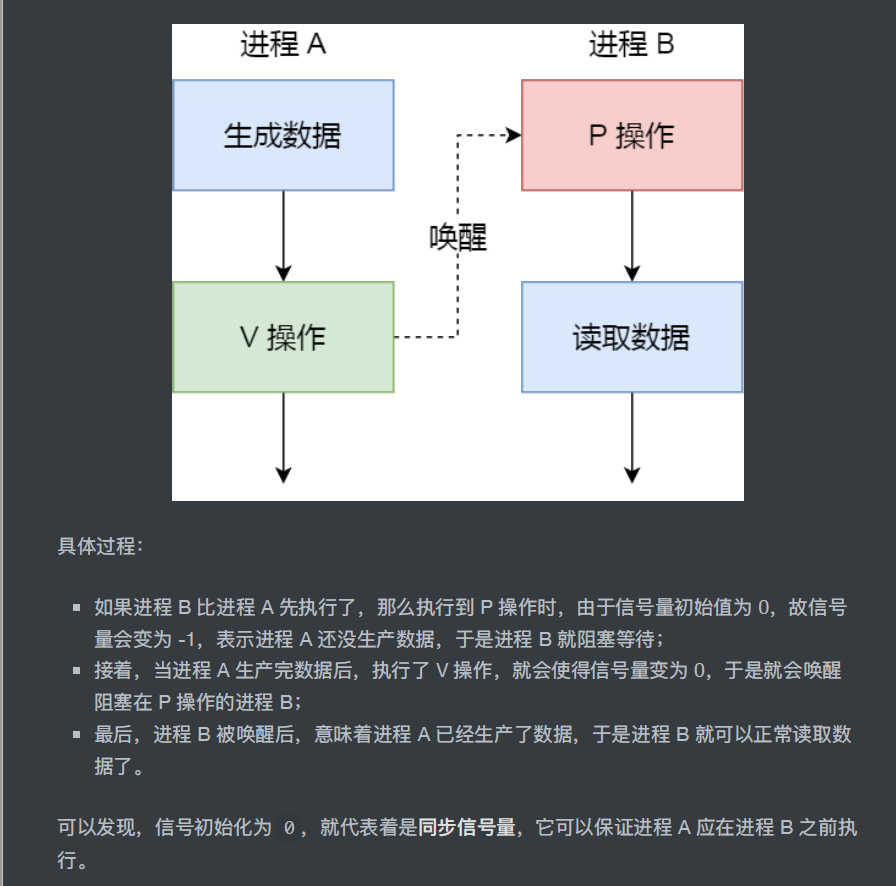 进程 A 进程 B
生成数据 P 操作
唤醒
V 操作 读取数据
具体过程：
▪ 如果进程 B 比进程 A 先执行了，那么执行到 P 操作时，由于信号量初始值为 0，故信号
量会变为 -1，表示进程 A 还没生产数据，于是进程 B 就阻塞等待；
▪ 接着，当进程 A 生产完数据后，执行了 V 操作，就会使得信号量变为 0，于是就会唤醒
阻塞在 P 操作的进程 B；
▪ 最后，进程 B 被唤醒后，意味着进程 A 已经生产了数据，于是进程 B 就可以正常读取数
据了。
可以发现，信号初始化为 0，就代表着是同步信号量，它可以保证进程 A 应在进程 B 之前执
行。